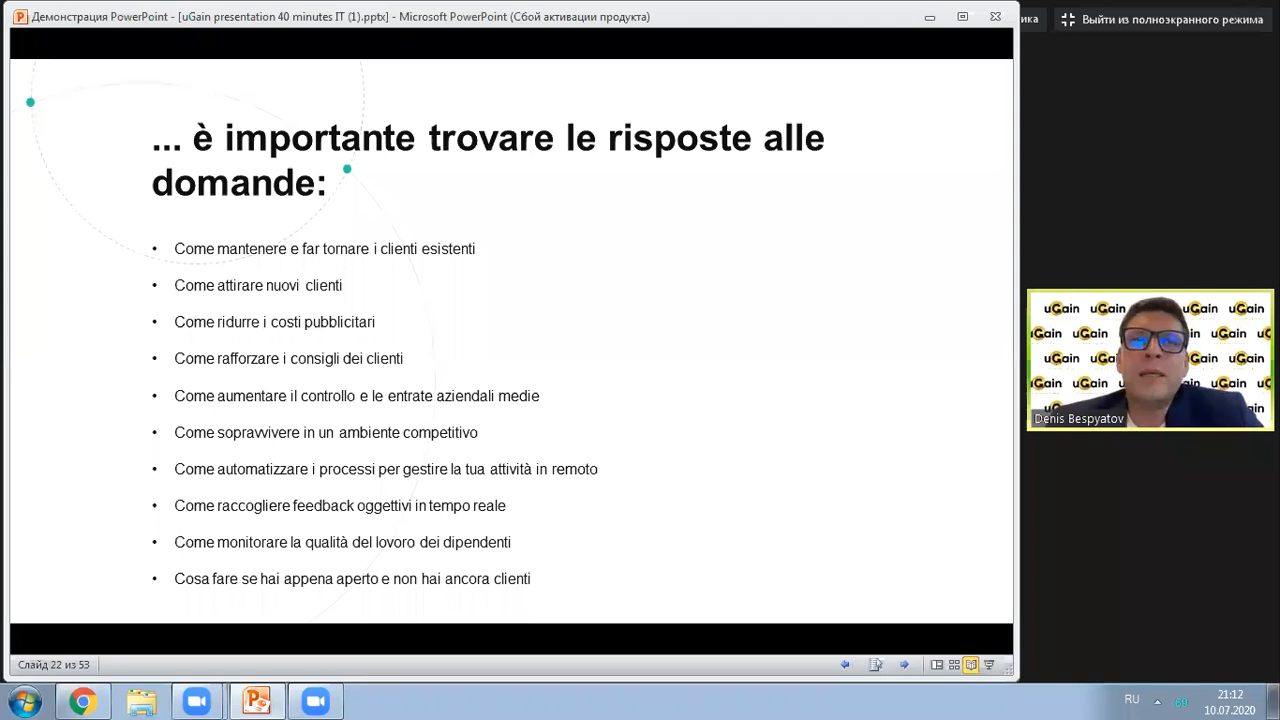 Демонстрация PowerPoint - [uGain presentation 40 minutes IT (1).pptx] - Microsoft PowerPoint (Сбой активации продукта)
ика
Выйти из полноэкранного режима
... è importante trovare le risposte alle
domande:
• Come mantenere e far tornare i clienti esistenti
• Come attirare nuovi clienti
• Come ridurre i costi pubblicitari
• Come rafforzare i consigli dei clienti
• Come aumentare il controllo e le entrate aziendali medie
• Come sopravvivere in un ambiente competitivo
• Come automatizzare i processi per gestire la tua attività in remoto
• Come raccogliere feedback oggettivi in tempo reale
• Come monitorare la qualità del lovoro dei dipendenti
• Cosa fare se hai appena aperto e non hai ancora clienti
uGain uGain uGain uGain
Denis Bespyatov
Слайд 22 из 53
RU
21:12
10.07.2020